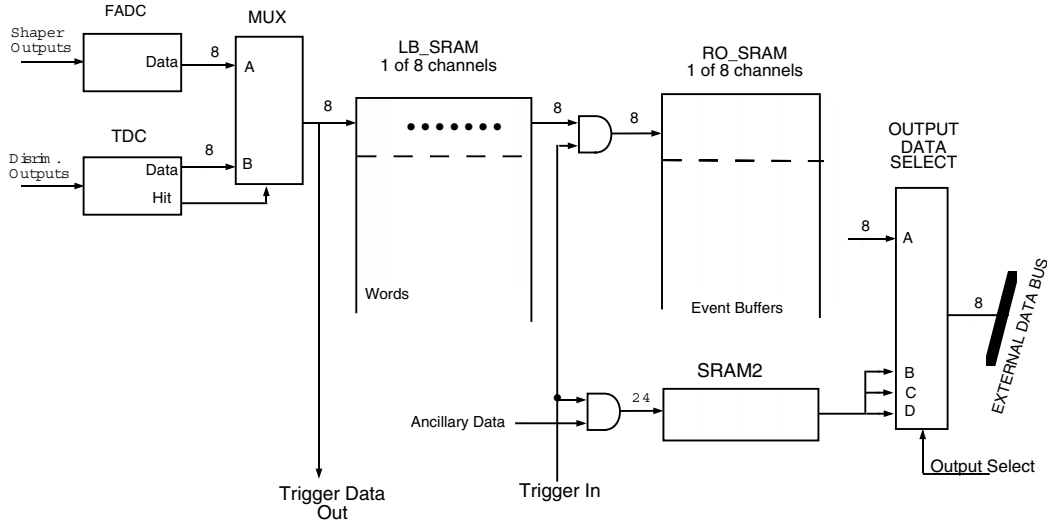 FADC
Shaper
Outputs
Data
8
MUX
A
B
TDC
Disrim.
Outputs
Data
Hit
8
8
LB_SRAM
1 of 8 channels
Words
8
8
RO_SRAM
1 of 8 channels
Event Buffers
OUTPUT
DATA
SELECT
8
A
B
C
D
8
EXTERNAL DATA BUS
SRAM2
24
Ancillary Data
Output Select
Trigger Data
Out
Trigger In